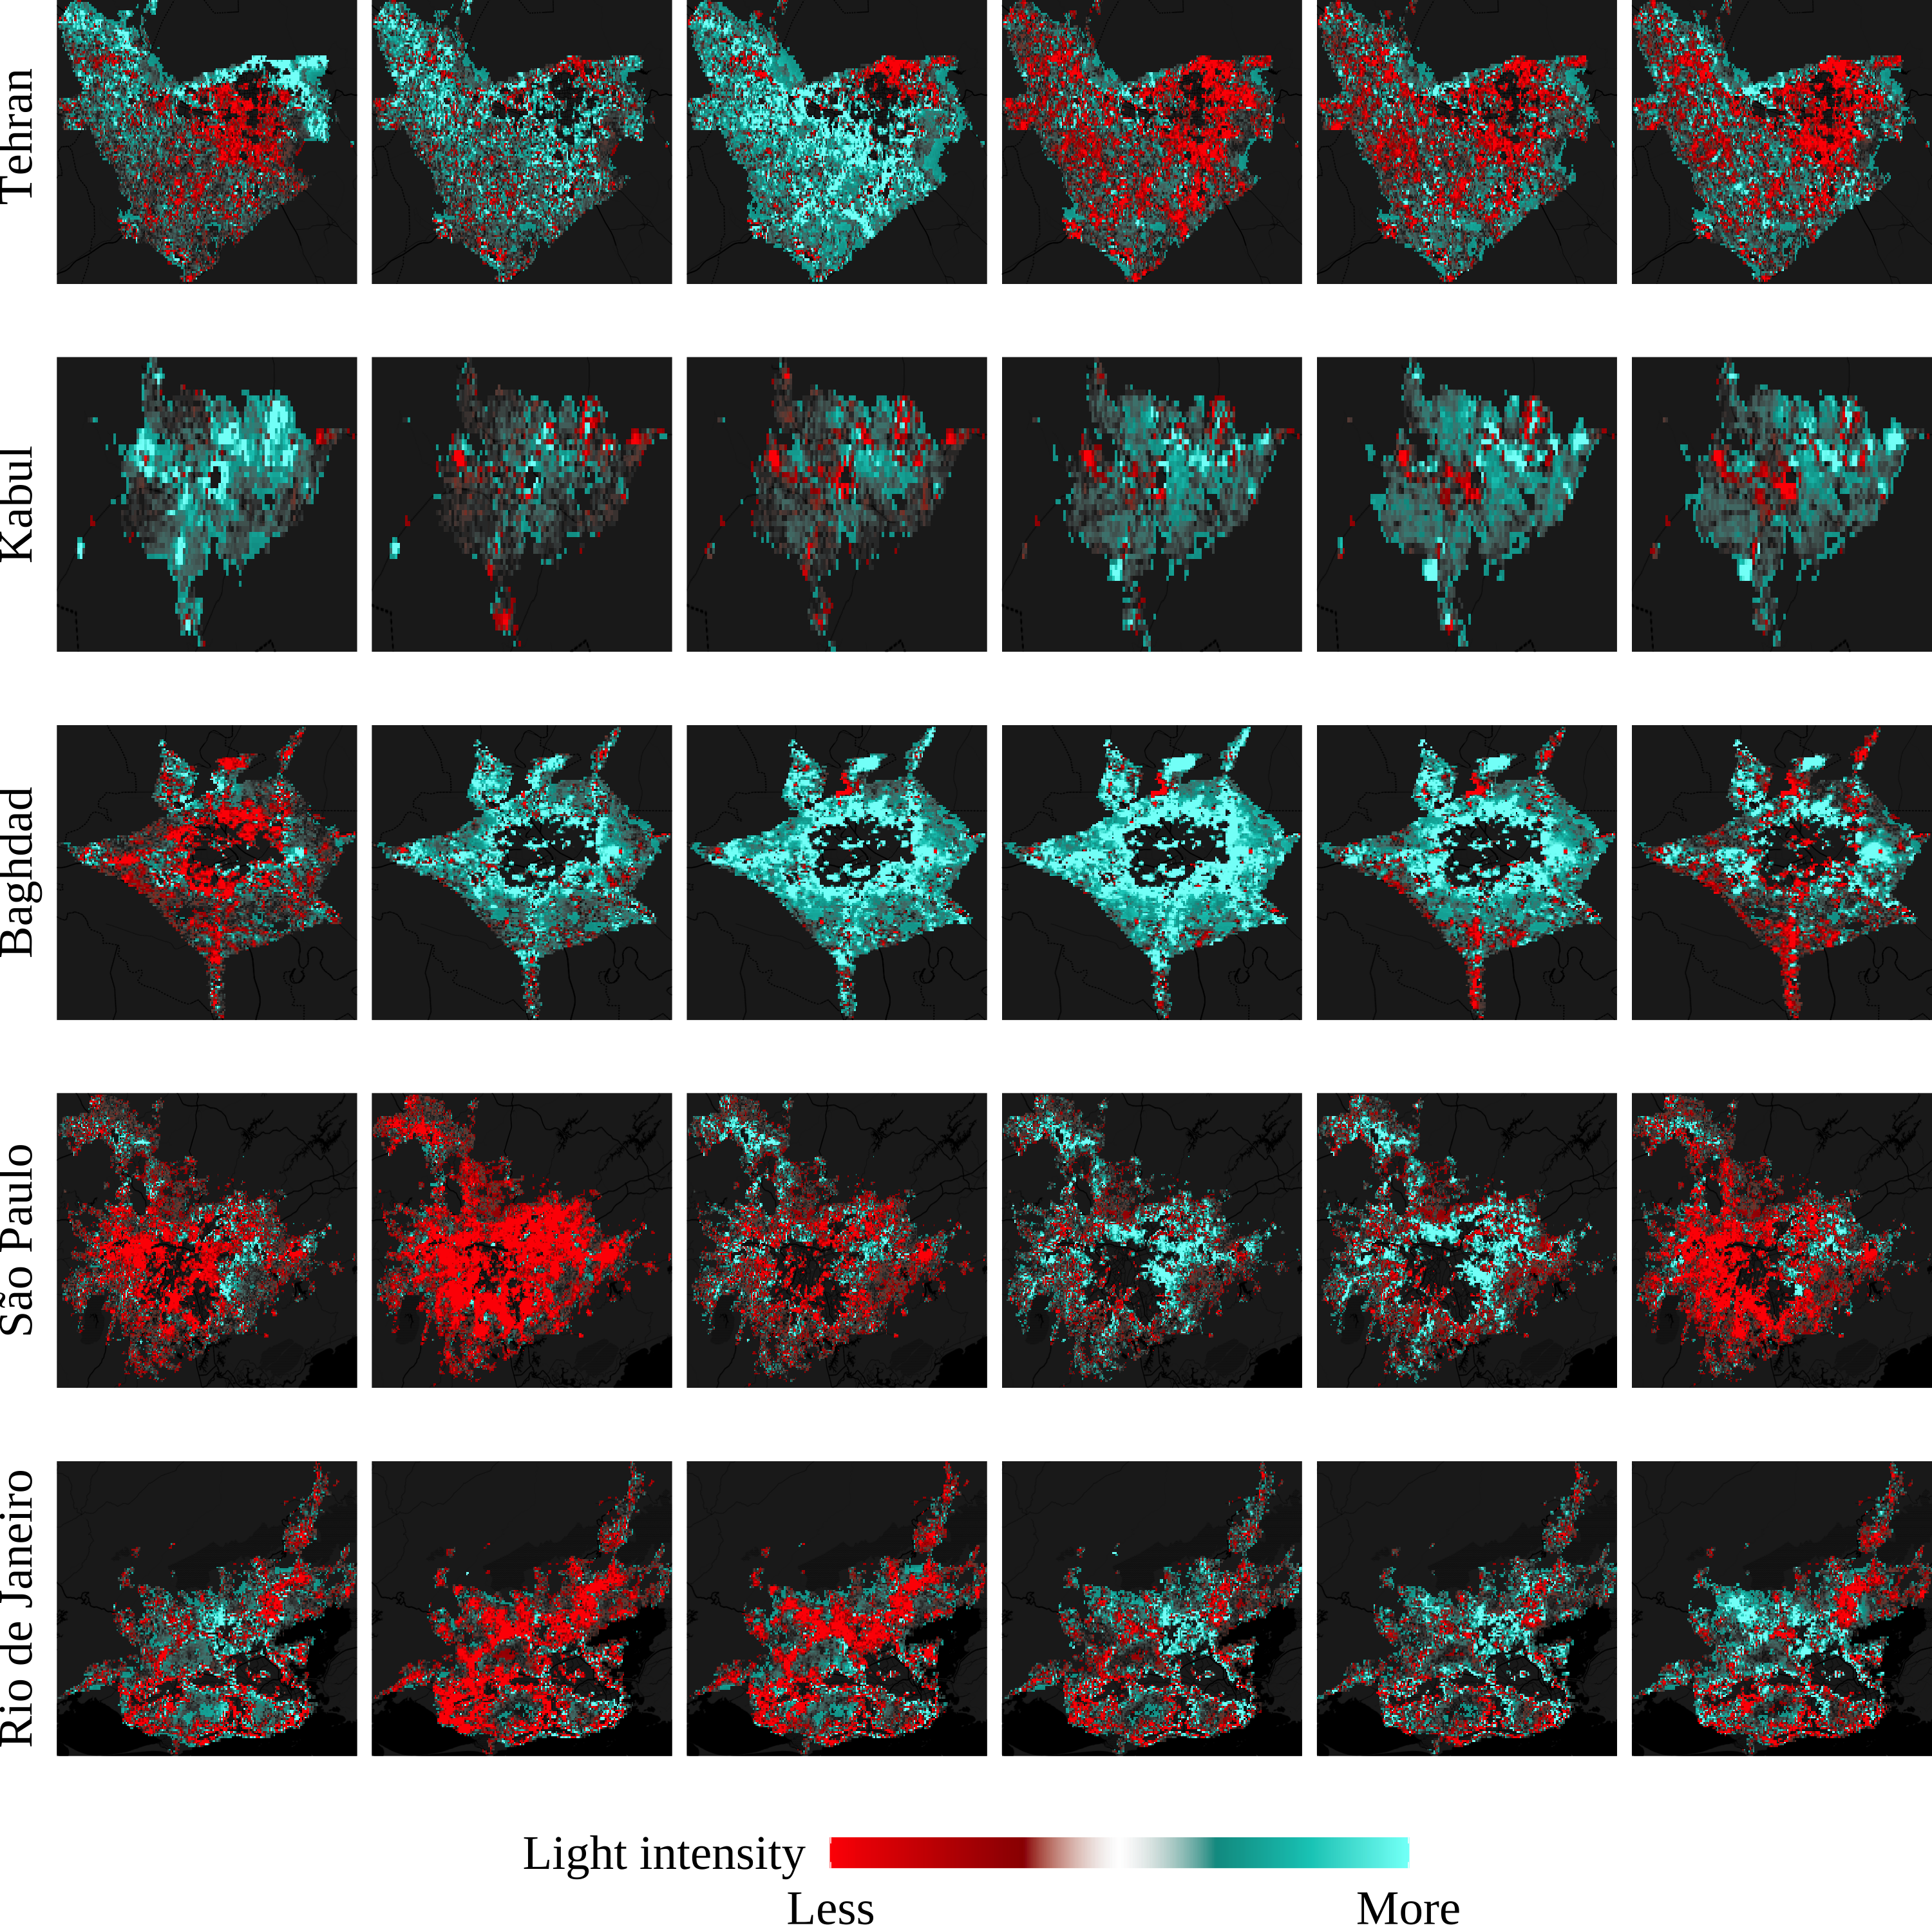 Tehran
Kabul
Baghdad
São Paulo
Rio de Janeiro
Light intensity
Less More